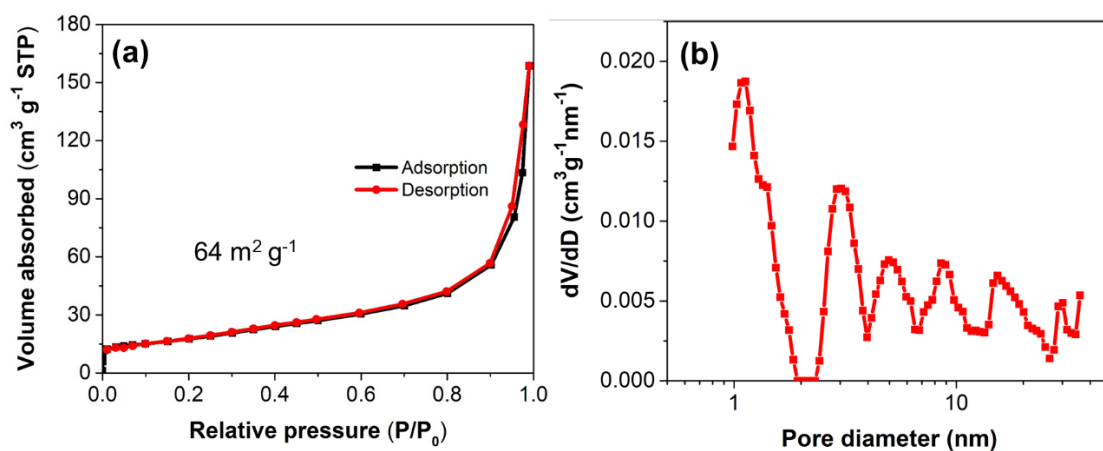 (a)
Volume absorbed (cm³ g⁻¹ STP)
180
150
120
90
60
30
0
Adsorption
Desorption
64 m² g⁻¹
0.0 0.2 0.4 0.6 0.8 1.0
Relative pressure (P/P₀)
(b)
dV/dD (cm³g⁻¹nm⁻¹)
0.020
0.015
0.010
0.005
0.000
1 10
Pore diameter (nm)